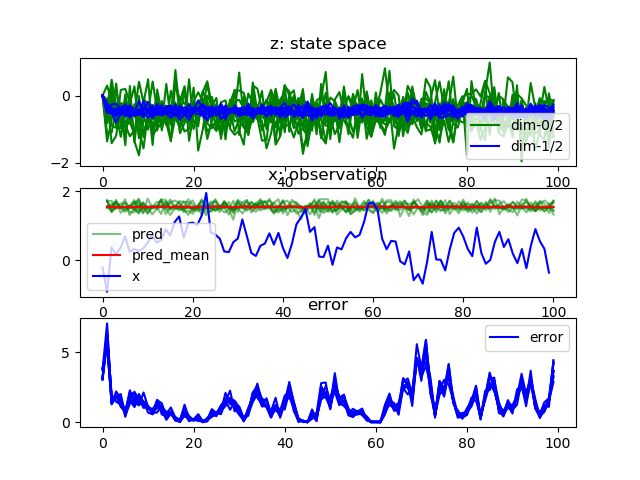 z: state space
0
−2
dim-0/2
dim-1/2
0 20 40 60 80 100
x: observation
2
0
pred
pred_mean
x
0 20 40 60 80 100
error
5
0
error
0 20 40 60 80 100